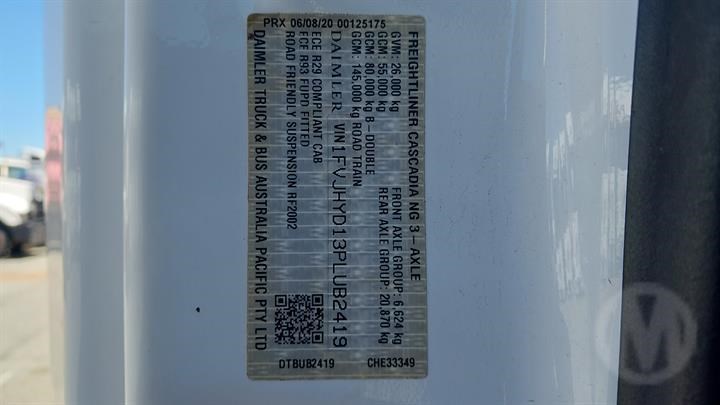 FREIGHTLINER CASCADIA NG 3-AXLE
GVM: 26,000 kg FRONT AXLE GROUP: 6,624 kg
GCM: 55,000 kg REAR AXLE GROUP: 20,870 kg
GCM: 80,000 kg B-DOUBLE
GCM: 145,000 kg ROAD TRAIN
DAIMLER VIN1FVJHYD13PLUB2419
ECE R29 COMPLIANT CAB
ECE R93 FUPD FITTED
ROAD FRIENDLY SUSPENSION RF2002
DAIMLER TRUCK & BUS AUSTRALIA PACIFIC PTY LTD
PRX 06/08/20 00125175
DTBUB2419 CHE33349
M